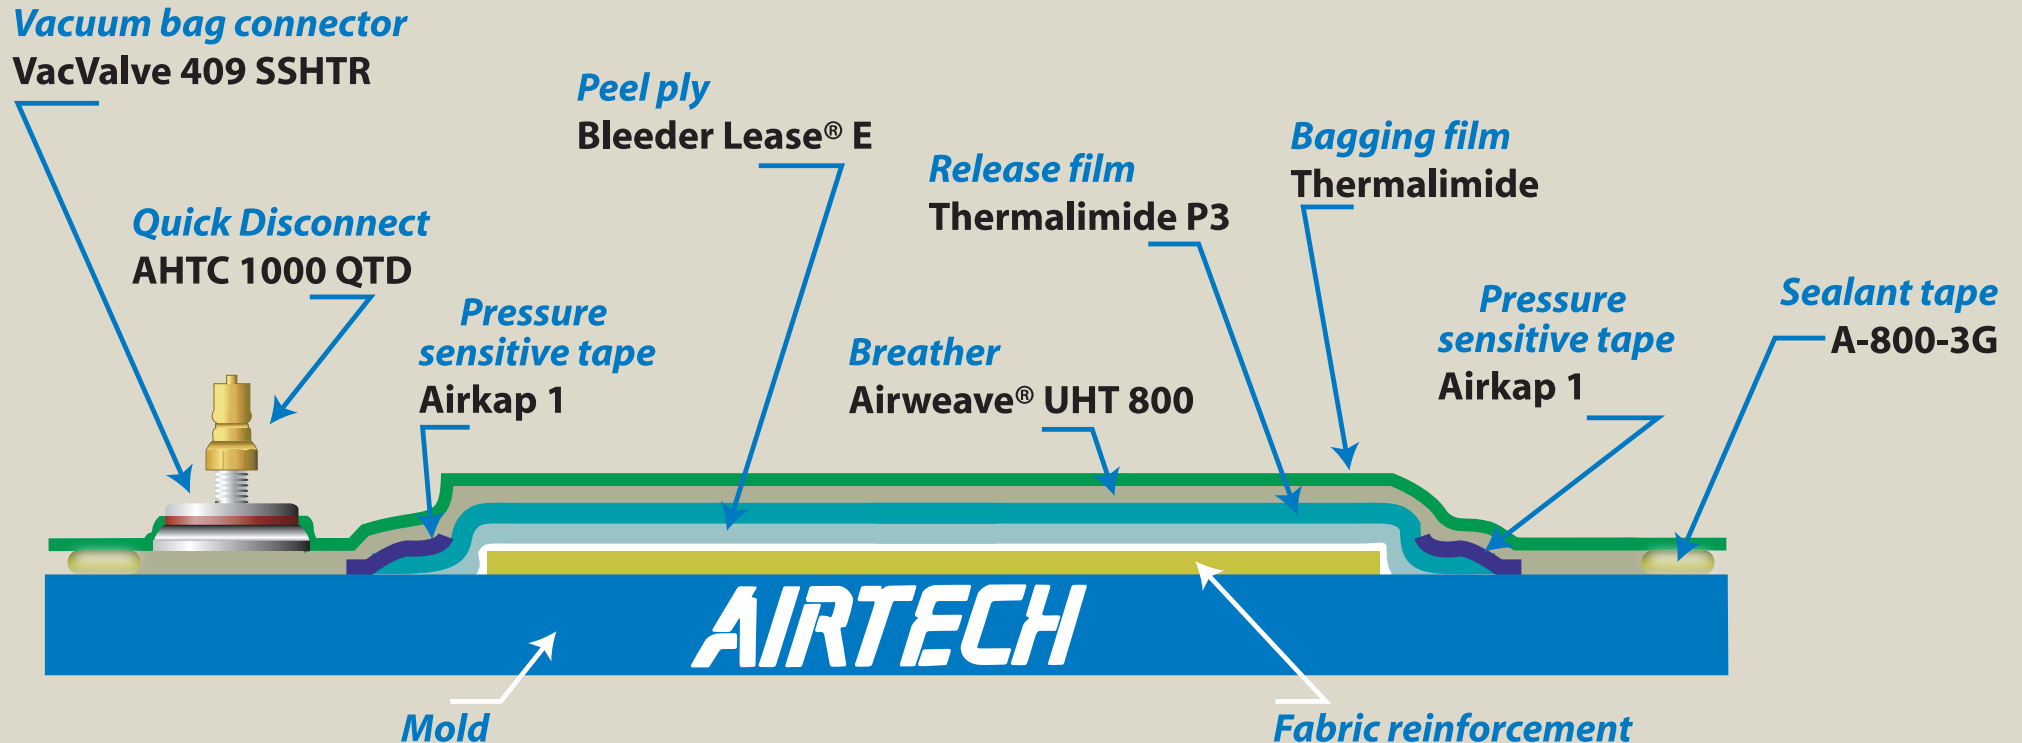 Vacuum bag connector
VacValve 409 SSHTR
Peel ply
Bleeder Lease® E
Bagging film
Thermalimide
Release film
Thermalimide P3
Quick Disconnect
AHTC 1000 QTD
Pressure
sensitive tape
Airkap 1
Breather
Airweave® UHT 800
Pressure
sensitive tape
Airkap 1
Sealant tape
A-800-3G
AIRTECH
Mold
Fabric reinforcement